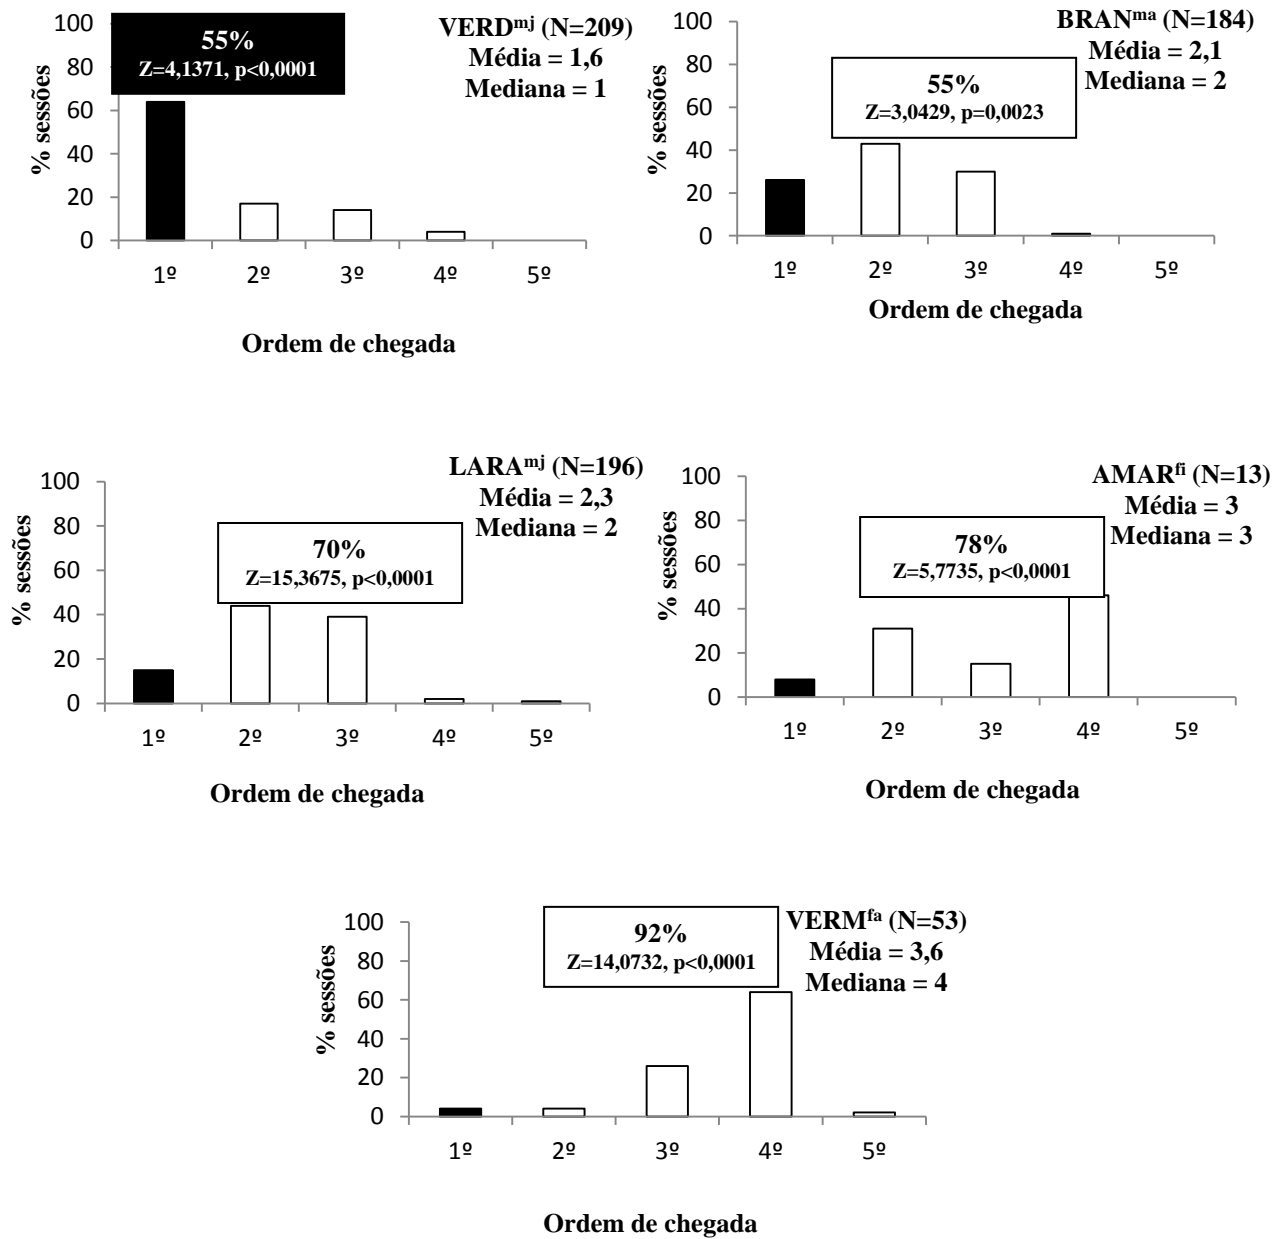 VERDᵐʲ (N=209)
Média = 1,6
Mediana = 1
55%
Z=4,1371, p<0,0001
% sessões
100
80
60
40
20
0
1º 2º 3º 4º 5º
Ordem de chegada
BRANᵐᵃ (N=184)
Média = 2,1
Mediana = 2
55%
Z=3,0429, p=0,0023
% sessões
100
80
60
40
20
0
1º 2º 3º 4º 5º
Ordem de chegada
LARAᵐʲ (N=196)
Média = 2,3
Mediana = 2
70%
Z=15,3675, p<0,0001
% sessões
100
80
60
40
20
0
1º 2º 3º 4º 5º
Ordem de chegada
AMARᶠⁱ (N=13)
Média = 3
Mediana = 3
78%
Z=5,7735, p<0,0001
% sessões
100
80
60
40
20
0
1º 2º 3º 4º 5º
Ordem de chegada
VERMᶠᵃ (N=53)
Média = 3,6
Mediana = 4
92%
Z=14,0732, p<0,0001
% sessões
100
80
60
40
20
0
1º 2º 3º 4º 5º
Ordem de chegada